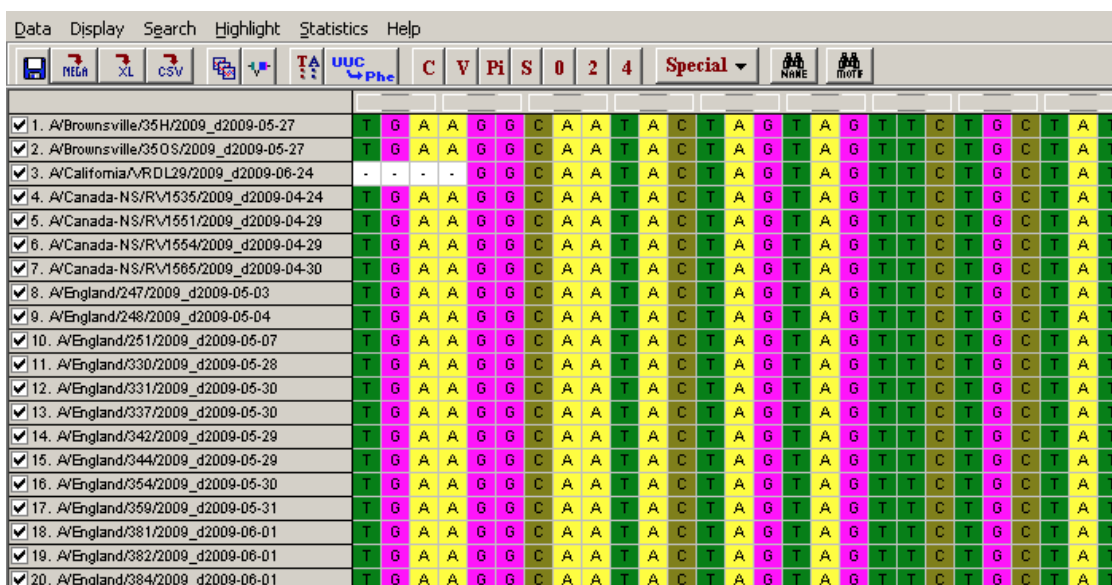 Data Display Search Highlight Statistics Help
MEGA XL CSV TA UUC Phe C V Pi S 0 2 4 Special NAME MOTIF
1. A/Brownsville/35H/2009_d2009-05-27 T G A A G G C A A T A C T A G T A G T T C T G C T A
2. A/Brownsville/35OS/2009_d2009-05-27 T G A A G G C A A T A C T A G T A G T T C T G C T A
3. A/California/VRDL29/2009_d2009-06-24 - - - - G G C A A T A C T A G T A G T T C T G C T A
4. A/Canada-NS/RV1535/2009_d2009-04-24 T G A A G G C A A T A C T A G T A G T T C T G C T A
5. A/Canada-NS/RV1551/2009_d2009-04-29 T G A A G G C A A T A C T A G T A G T T C T G C T A
6. A/Canada-NS/RV1554/2009_d2009-04-29 T G A A G G C A A T A C T A G T A G T T C T G C T A
7. A/Canada-NS/RV1565/2009_d2009-04-30 T G A A G G C A A T A C T A G T A G T T C T G C T A
8. A/England/247/2009_d2009-05-03 T G A A G G C A A T A C T A G T A G T T C T G C T A
9. A/England/248/2009_d2009-05-04 T G A A G G C A A T A C T A G T A G T T C T G C T A
10. A/England/251/2009_d2009-05-07 T G A A G G C A A T A C T A G T A G T T C T G C T A
11. A/England/330/2009_d2009-05-28 T G A A G G C A A T A C T A G T A G T T C T G C T A
12. A/England/331/2009_d2009-05-30 T G A A G G C A A T A C T A G T A G T T C T G C T A
13. A/England/337/2009_d2009-05-30 T G A A G G C A A T A C T A G T A G T T C T G C T A
14. A/England/342/2009_d2009-05-29 T G A A G G C A A T A C T A G T A G T T C T G C T A
15. A/England/344/2009_d2009-05-29 T G A A G G C A A T A C T A G T A G T T C T G C T A
16. A/England/354/2009_d2009-05-30 T G A A G G C A A T A C T A G T A G T T C T G C T A
17. A/England/359/2009_d2009-05-31 T G A A G G C A A T A C T A G T A G T T C T G C T A
18. A/England/381/2009_d2009-06-01 T G A A G G C A A T A C T A G T A G T T C T G C T A
19. A/England/382/2009_d2009-06-01 T G A A G G C A A T A C T A G T A G T T C T G C T A
20. A/England/384/2009_d2009-06-01 T G A A G G C A A T A C T A G T A G T T C T G C T A